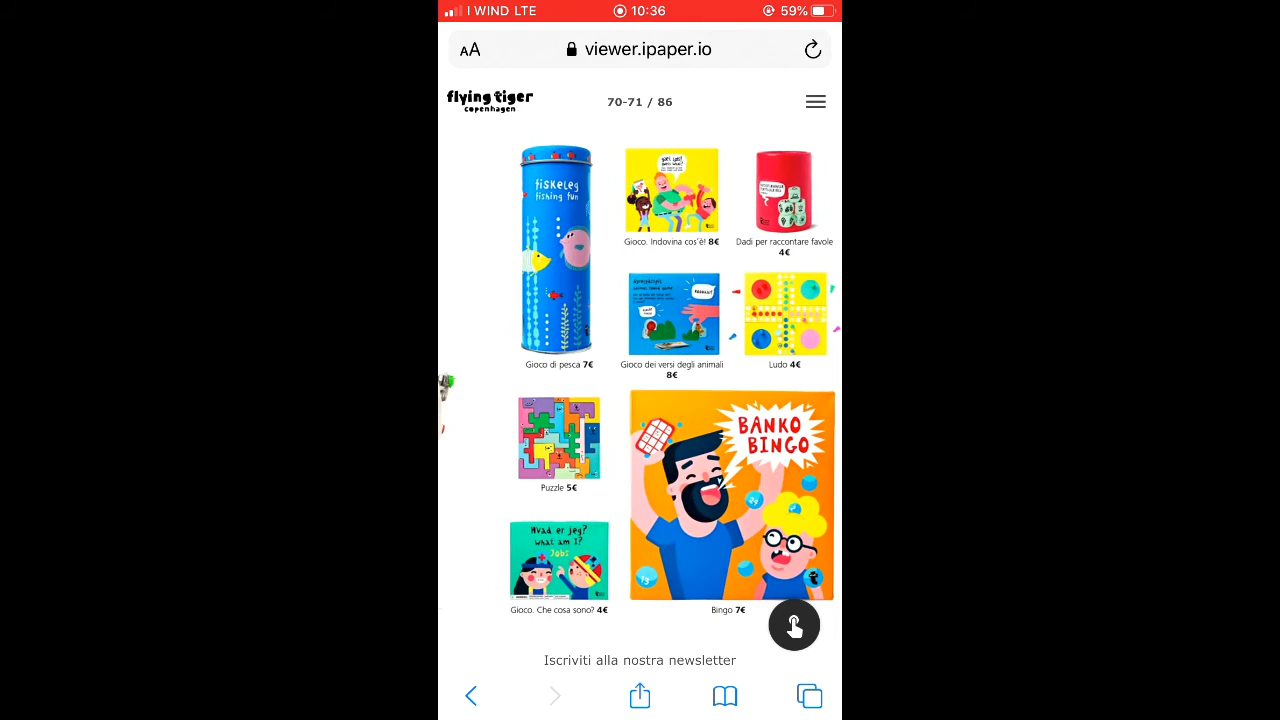 I WIND LTE 10:36 59%
AA viewer.ipaper.io
flying tiger
copenhagen
70-71 / 86
fiskeleg
fishing fun
Gioco di pesca 7€
Gioco. Indovina cos'è! 8€
Dadi per raccontare favole
4€
Gioco dei versi degli animali
8€
Ludo 4€
Puzzle 5€
BANKO
BINGO
24
13
Hvad er jeg?
what am I?
Jobs
Gioco. Che cosa sono? 4€
Bingo 7€
Iscriviti alla nostra newsletter